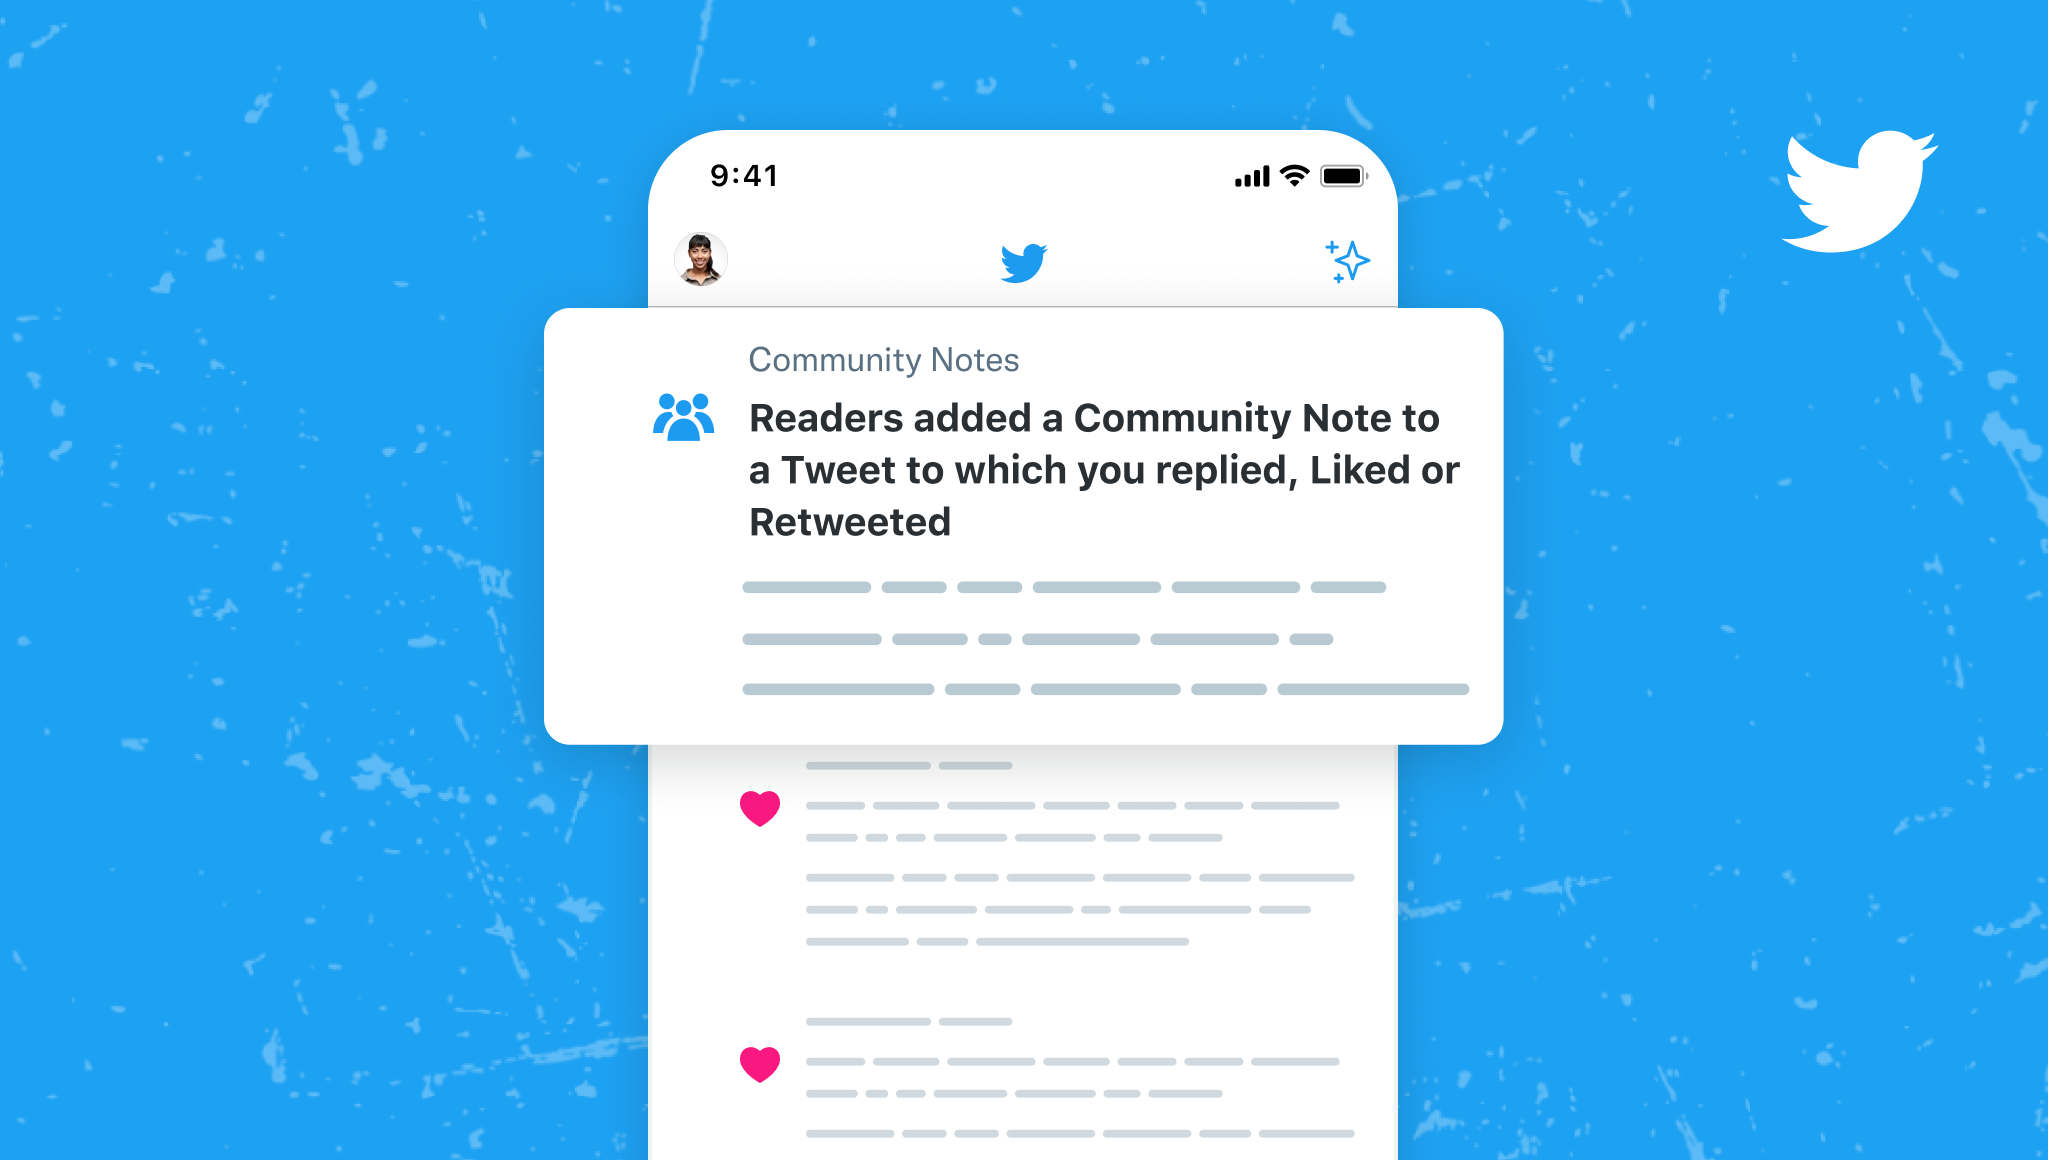 9:41
Community Notes
Readers added a Community Note to
a Tweet to which you replied, Liked or
Retweeted